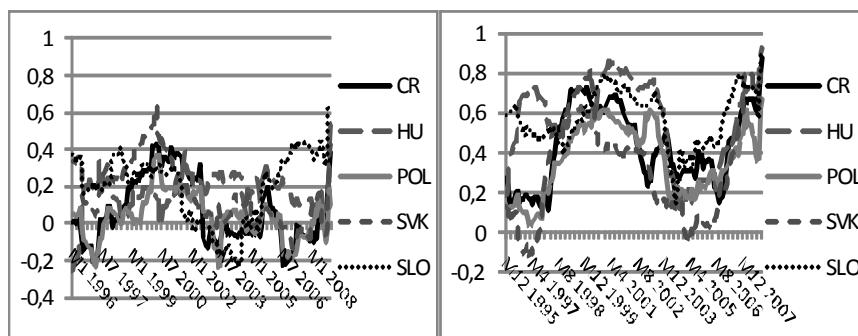 1
0,8
0,6
0,4
0,2
0
-0,2
-0,4
M1 1996
M7 1997
M1 1999
M7 2000
M1 2002
M7 2003
M1 2005
M7 2006
M1 2008
CR
HU
POL
SVK
SLO
1
0,8
0,6
0,4
0,2
0
-0,2
M12 1995
M4 1997
M8 1998
M12 1999
M4 2001
M8 2002
M12 2003
M4 2005
M8 2006
M12 2007
CR
HU
POL
SVK
SLO